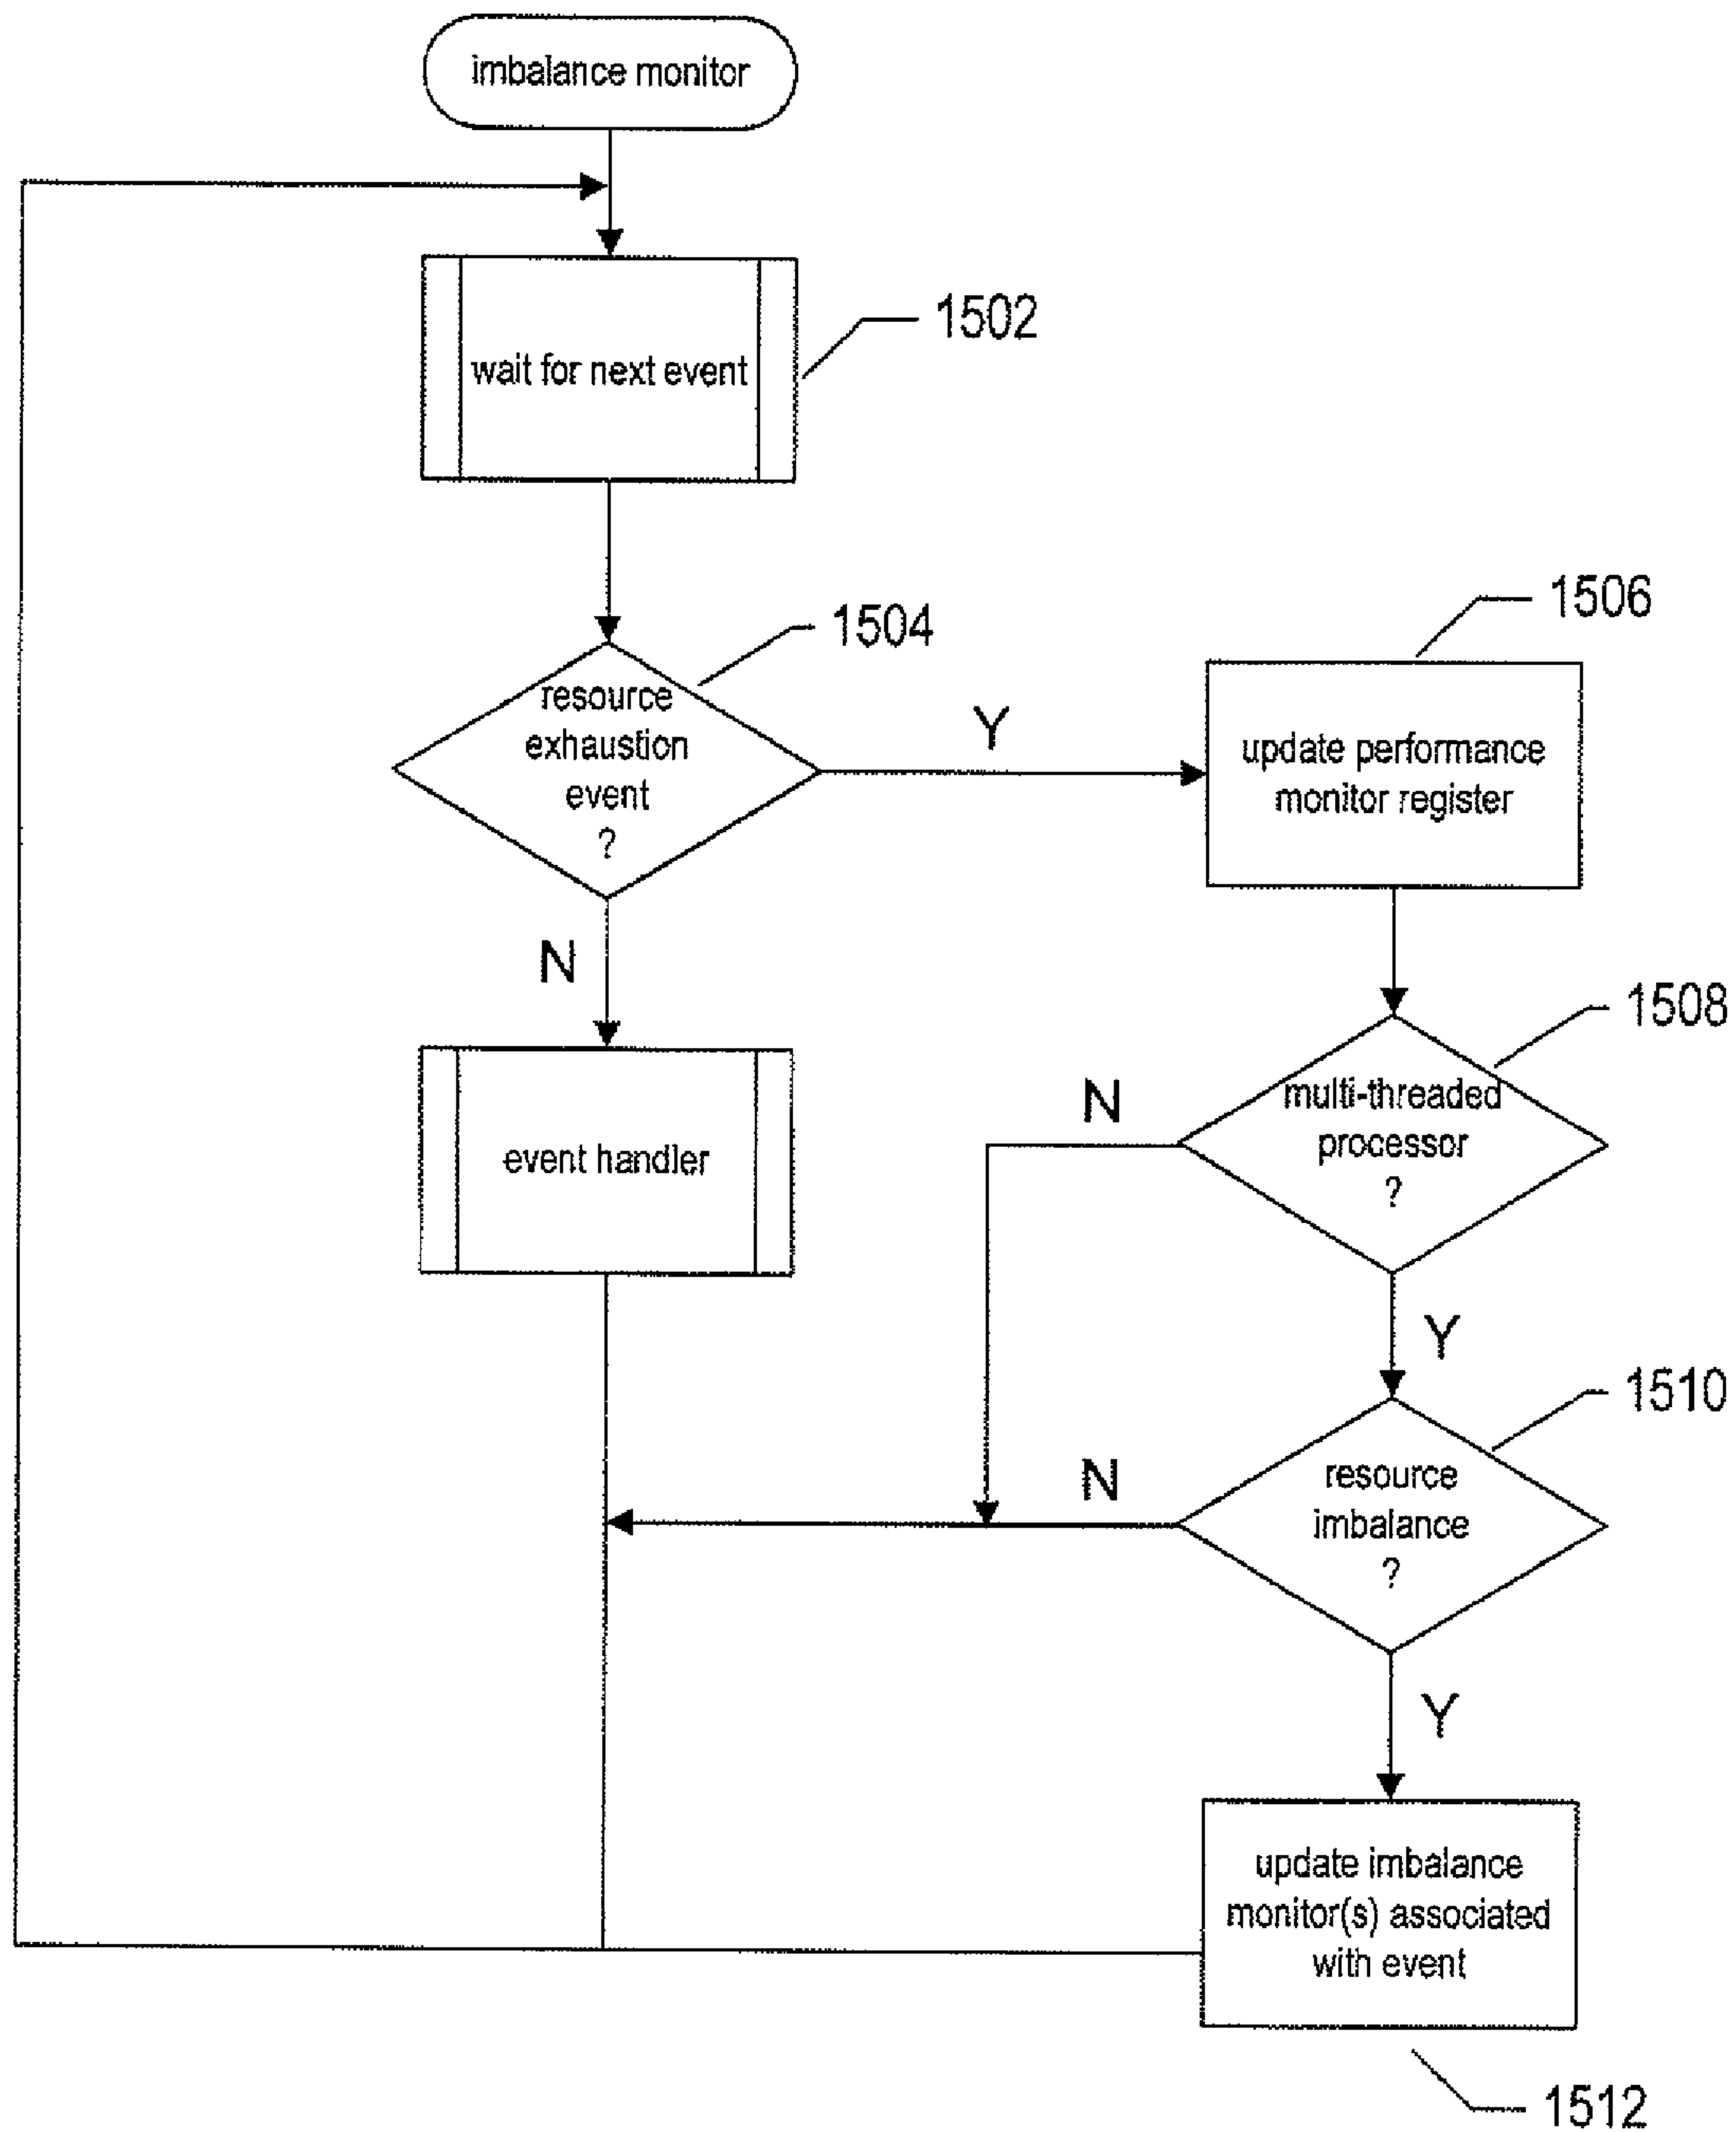 imbalance monitor
wait for next event
1502
resource
exhaustion
event
?
1504
Y
update performance
monitor register
1506
N
event handler
multi-threaded
processor
?
1508
N
Y
resource
imbalance
?
1510
N
Y
update imbalance
monitor(s) associated
with event
1512